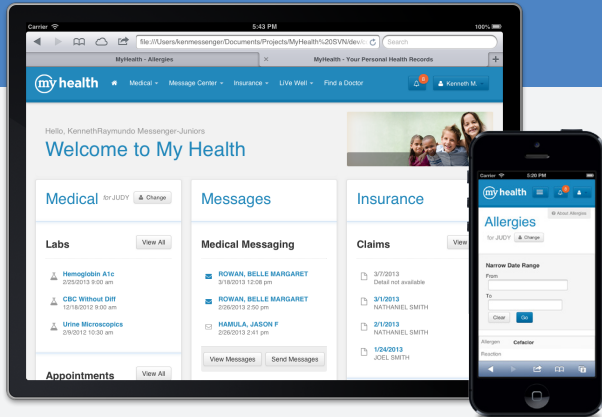 Carrier 5:43 PM 100%
file:///Users/kenmessenger/Documents/Projects/MyHealth%20SVN/dev/ Search
MyHealth - Allergies × MyHealth - Your Personal Health Records +
my health Medical Message Center Insurance LiVe Well Find a Doctor Kenneth M.
Hello, KennethRaymundo Messenger-Juniors
Welcome to My Health
Medical for JUDY Change
Labs View All
Hemoglobin A1c
2/25/2013 9:00 am
CBC Without Diff
12/18/2012 9:00 am
Urine Microscopics
2/9/2012 10:30 am
Appointments View All
Messages
Medical Messaging
ROWAN, BELLE MARGARET
3/18/2013 12:08 pm
ROWAN, BELLE MARGARET
2/26/2013 2:50 pm
HAMULA, JASON F
2/26/2013 2:41 pm
View Messages Send Messages
Insurance
Claims View
3/7/2013
Detail not available
3/1/2013
NATHANIEL SMITH
2/1/2013
NATHANIEL SMITH
1/24/2013
JOEL SMITH
Carrier 5:20 PM
my health
About Allergies
Allergies
for JUDY Change
Narrow Date Range
From
To
Clear Go
Allergen Cefaclor
Reaction